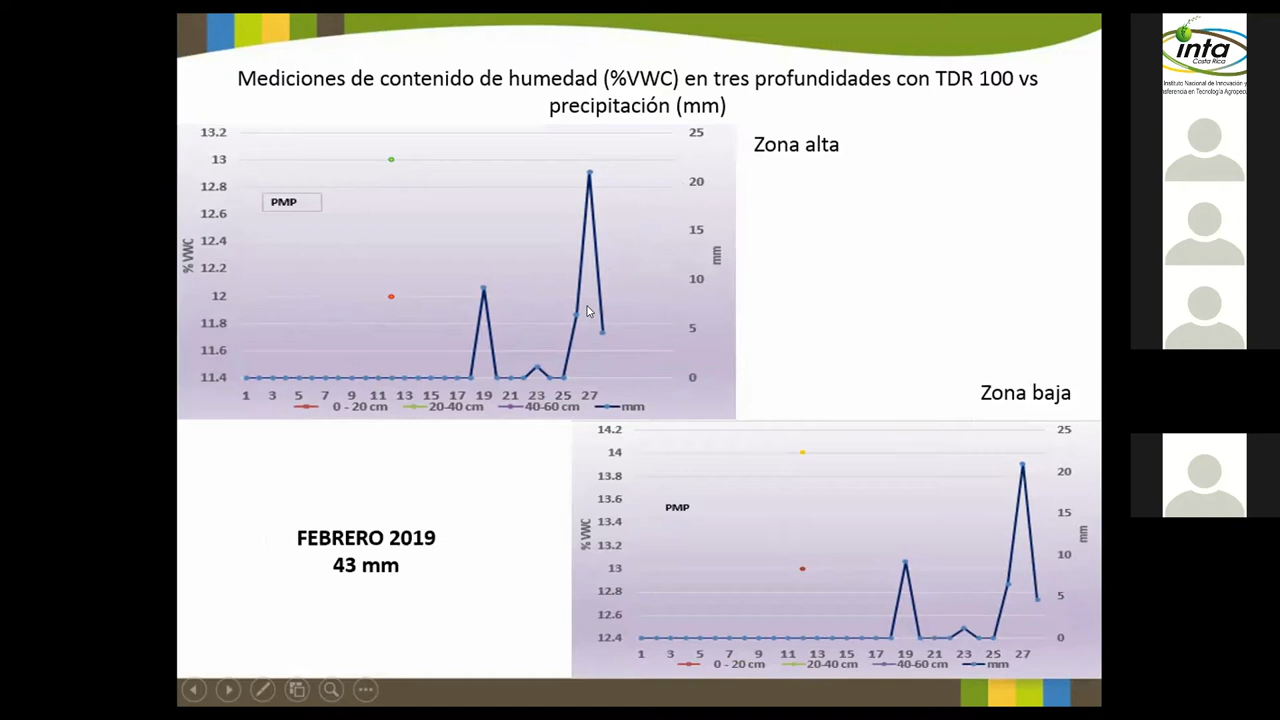 Mediciones de contenido de humedad (%VWC) en tres profundidades con TDR 100 vs
precipitación (mm)
Zona alta
13.2
13
12.8
12.6
12.4
12.2
12
11.8
11.6
11.4
% VWC
PMP
25
20
15
10
5
0
mm
1 3 5 7 9 11 13 15 17 19 21 23 25 27
0 - 20 cm 20-40 cm 40-60 cm mm
Zona baja
14.2
14
13.8
13.6
13.4
13.2
13
12.8
12.6
12.4
% VWC
PMP
25
20
15
10
5
0
mm
1 3 5 7 9 11 13 15 17 19 21 23 25 27
0 - 20 cm 20-40 cm 40-60 cm mm
FEBRERO 2019
43 mm
inta
Costa Rica
Instituto Nacional de Innovación y
nsferencia en Tecnología Agropec